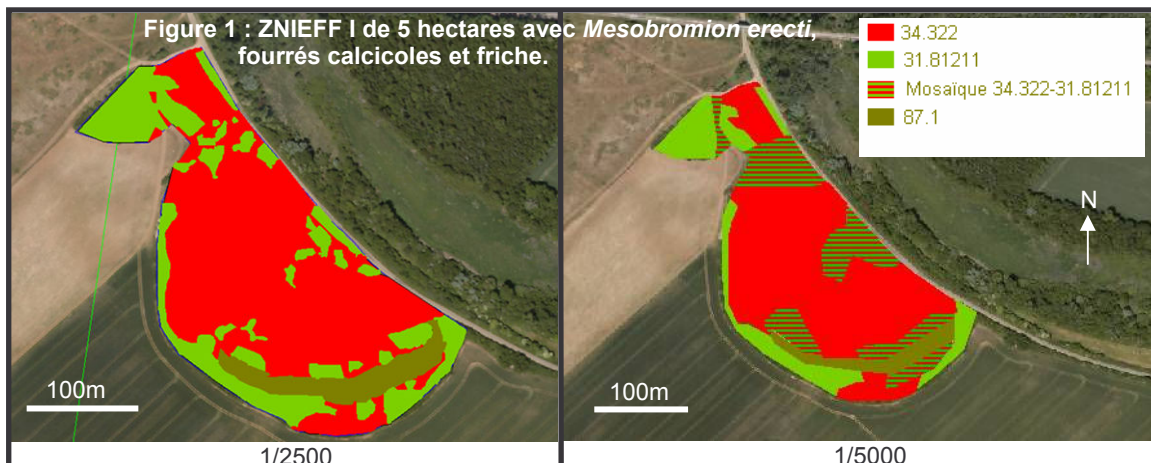 Figure 1 : ZNIEFF I de 5 hectares avec Mesobromion erecti,
fourrés calcicoles et friche.
34.322
31.81211
Mosaïque 34.322-31.81211
87.1
N
100m
100m
1/2500
1/5000